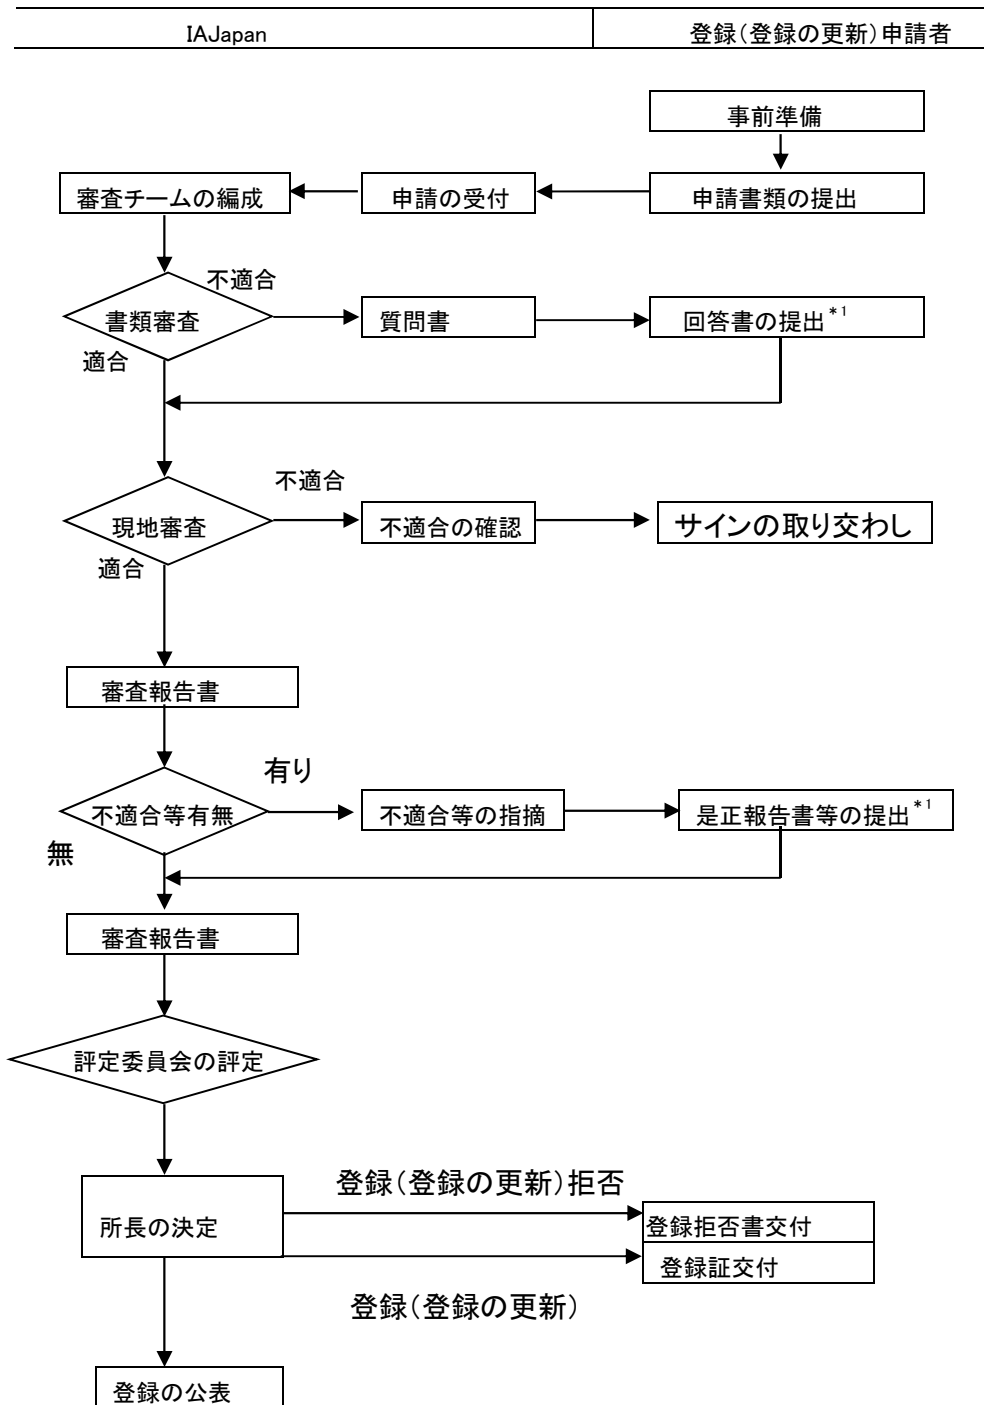 IAJapan
登録(登録の更新)申請者
事前準備
審査チームの編成
申請の受付
申請書類の提出
不適合
書類審査
質問書
回答書の提出*1
適合
不適合
現地審査
不適合の確認
サインの取り交わし
適合
審査報告書
有り
不適合等有無
不適合等の指摘
是正報告書等の提出*1
無
審査報告書
評定委員会の評定
登録(登録の更新)拒否
所長の決定
登録拒否書交付
登録証交付
登録(登録の更新)
登録の公表